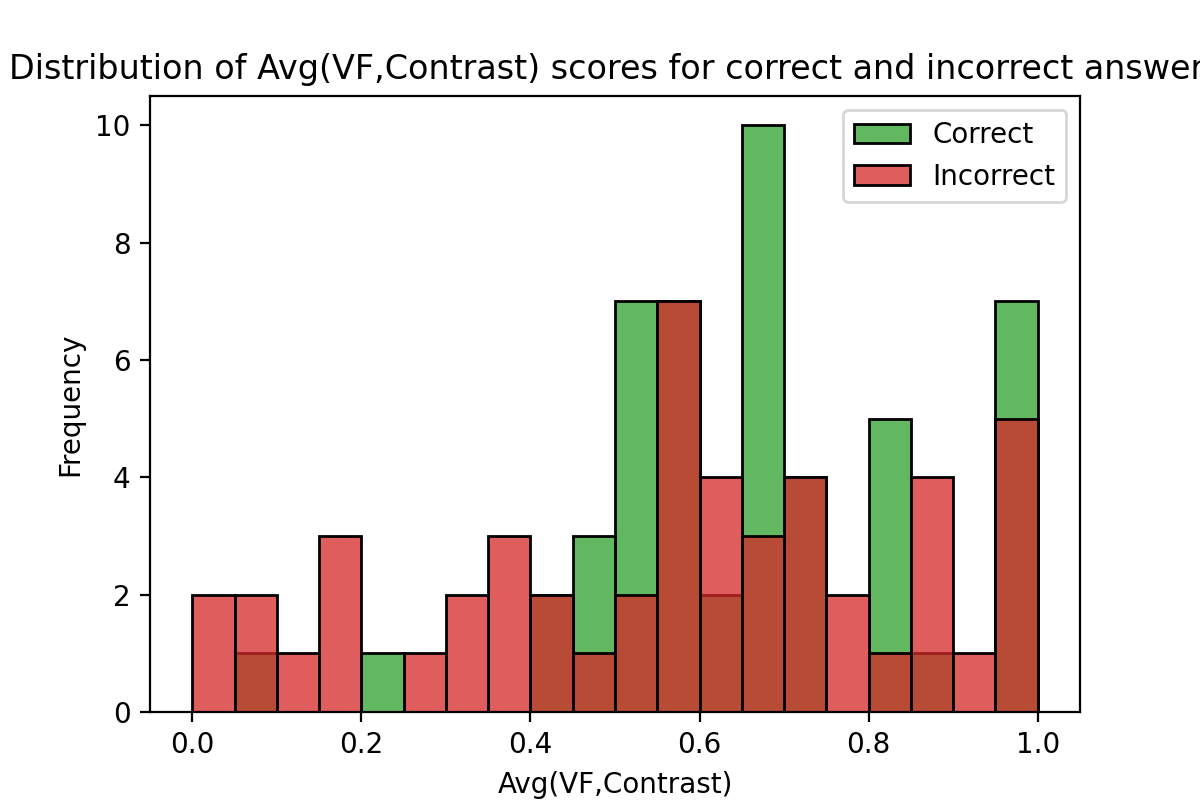 Distribution of Avg(VF,Contrast) scores for correct and incorrect answer
10
8
6
4
2
0
Frequency
Correct
Incorrect
0.0 0.2 0.4 0.6 0.8 1.0
Avg(VF,Contrast)